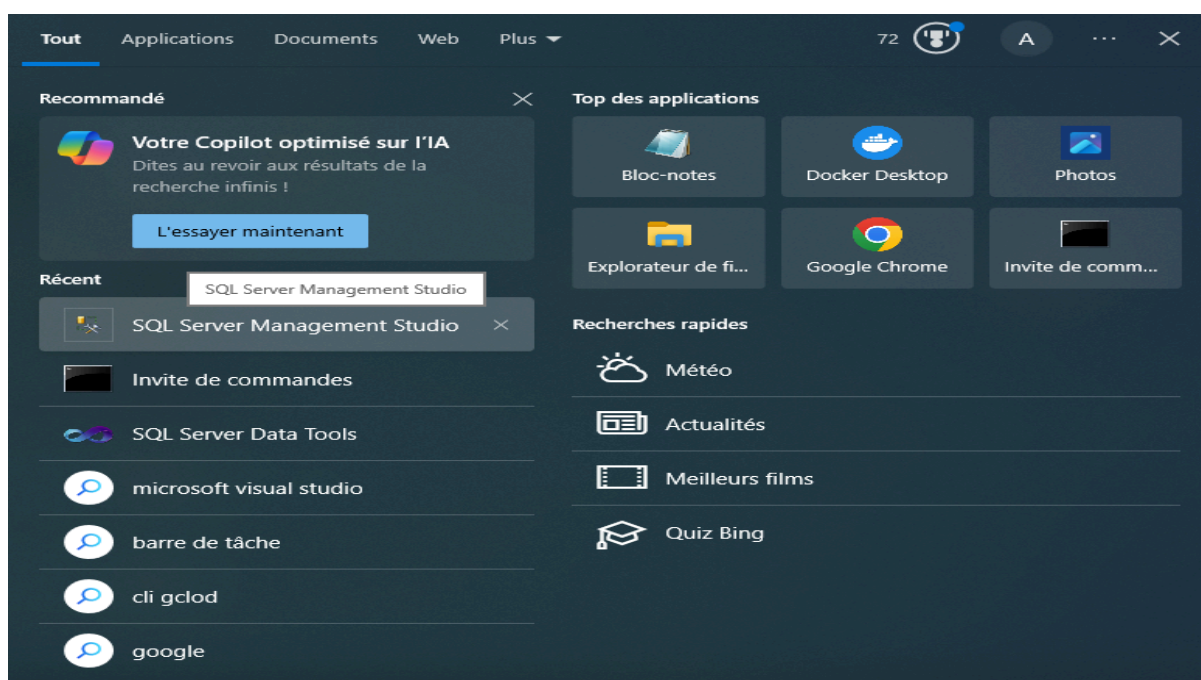 Tout Applications Documents Web Plus 72 A ...
Recommandé
Votre Copilot optimisé sur l'IA
Dites au revoir aux résultats de la
recherche infinis !
L'essayer maintenant
Récent
SQL Server Management Studio
SQL Server Management Studio
Invite de commandes
SQL Server Data Tools
microsoft visual studio
barre de tâche
cli gclod
google
Top des applications
Bloc-notes Docker Desktop Photos
Explorateur de fi... Google Chrome Invite de comm...
Recherches rapides
Météo
Actualités
Meilleurs films
Quiz Bing